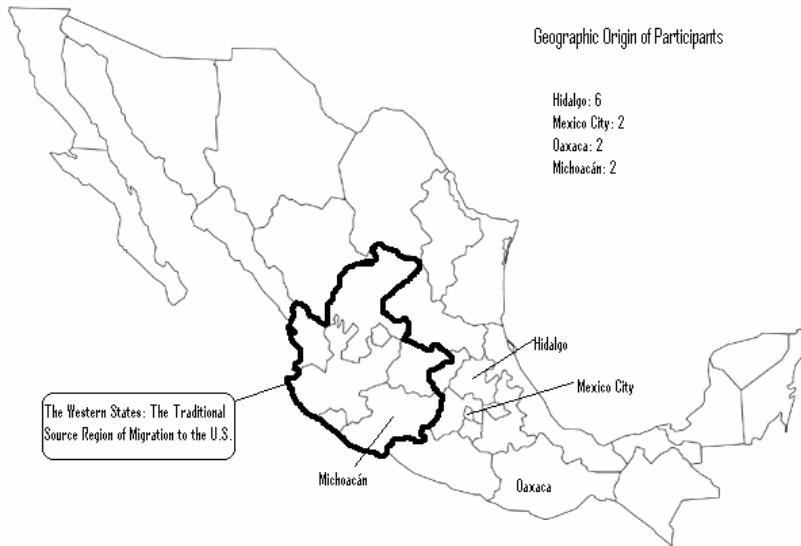 Geographic Origin of Participants
Hidalgo: 6
Mexico City: 2
Oaxaca: 2
Michoacán: 2
Hidalgo
Mexico City
The Western States: The Traditional
Source Region of Migration to the U.S.
Michoacán
Oaxaca